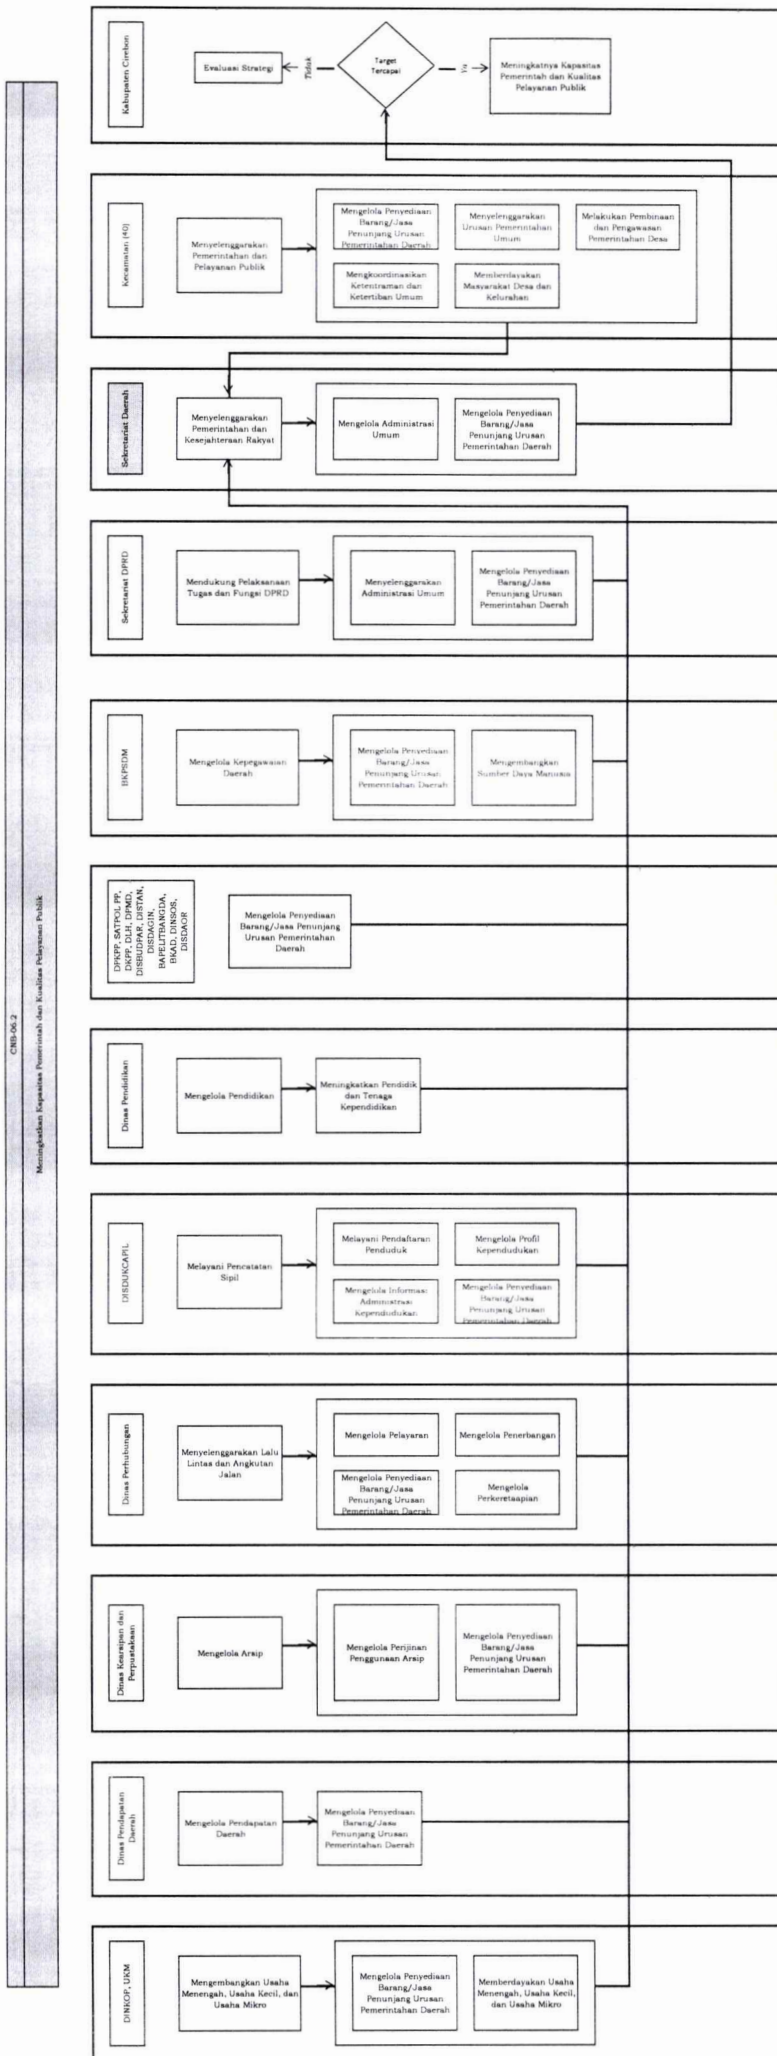 CNB-06.2
Meningkatkan Kapasitas Pemerintah dan Kualitas Pelayanan Publik
Kabupaten Cirebon
Evaluasi Strategi
Tidak
Target
Tercapai
Ya
Meningkatnya Kapasitas
Pemerintah dan Kualitas
Pelayanan Publik
Kecamatan (40)
Menyelenggarakan
Pemerintahan dan
Pelayanan Publik
Mengelola Penyediaan
Barang/Jasa
Penunjang Urusan
Pemerintahan Daerah
Menyelenggarakan
Urusan Pemerintahan
Umum
Melakukan Pembinaan
dan Pengawasan
Pemerintahan Desa
Mengkoordinasikan
Ketentraman dan
Ketertiban Umum
Memberdayakan
Masyarakat Desa dan
Kelurahan
Sekretariat Daerah
Menyelenggarakan
Pemerintahan dan
Kesejahteraan Rakyat
Mengelola Administrasi
Umum
Mengelola Penyediaan
Barang/Jasa
Penunjang Urusan
Pemerintahan Daerah
Sekretariat DPRD
Mendukung Pelaksanaan
Tugas dan Fungsi DPRD
Menyelenggarakan
Administrasi Umum
Mengelola Penyediaan
Barang/Jasa
Penunjang Urusan
Pemerintahan Daerah
BKPSDM
Mengelola Kepegawaian
Daerah
Mengelola Penyediaan
Barang/Jasa
Penunjang Urusan
Pemerintahan Daerah
Mengembangkan
Sumber Daya Manusia
DPKPP, SATPOL PP,
DKPP, DLH, DPMD,
DISBUDPAR, DISTAN,
DISDAGIN,
BAPELITBANGDA,
BKAD, DINSOS,
DISDAOR
Mengelola Penyediaan
Barang/Jasa Penunjang
Urusan Pemerintahan
Daerah
Dinas Pendidikan
Mengelola Pendidikan
Meningkatkan Pendidik
dan Tenaga
Kependidikan
DISDUKCAPIL
Melayani Pencatatan
Sipil
Melayani Pendaftaran
Penduduk
Mengelola Profil
Kependudukan
Mengelola Informasi
Administrasi
Kependudukan
Mengelola Penyediaan
Barang/Jasa
Penunjang Urusan
Pemerintahan Daerah
Dinas Perhubungan
Menyelenggarakan Lalu
Lintas dan Angkutan
Jalan
Mengelola Pelayaran
Mengelola Penerbangan
Mengelola Penyediaan
Barang/Jasa
Penunjang Urusan
Pemerintahan Daerah
Mengelola
Perkeretaapian
Dinas Kearsipan dan
Perpustakaan
Mengelola Arsip
Mengelola Perijinan
Penggunaan Arsip
Mengelola Penyediaan
Barang/Jasa
Penunjang Urusan
Pemerintahan Daerah
Dinas Pendapatan
Daerah
Mengelola Pendapatan
Daerah
Mengelola Penyediaan
Barang/Jasa
Penunjang Urusan
Pemerintahan Daerah
DINKOP, UKM
Mengembangkan Usaha
Menengah, Usaha Kecil, dan
Usaha Mikro
Mengelola Penyediaan
Barang/Jasa
Penunjang Urusan
Pemerintahan Daerah
Memberdayakan Usaha
Menengah, Usaha Kecil,
dan Usaha Mikro